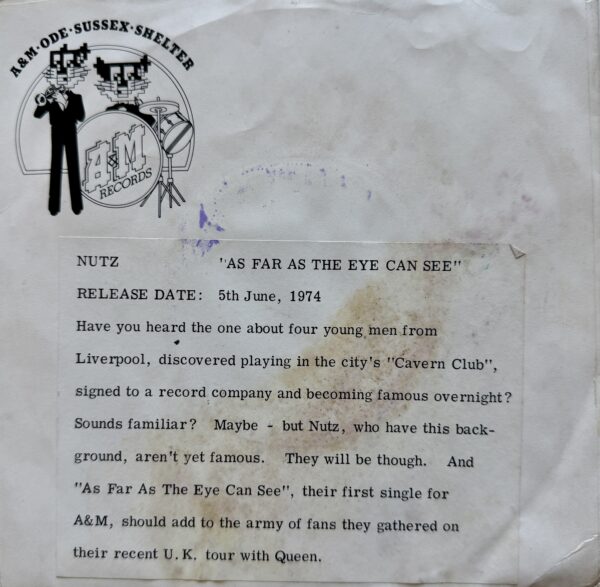 A&M·ODE·SUSSEX·SHELTER
A&M
RECORDS
NUTZ "AS FAR AS THE EYE CAN SEE"
RELEASE DATE: 5th June, 1974
Have you heard the one about four young men from
Liverpool, discovered playing in the city's "Cavern Club",
signed to a record company and becoming famous overnight?
Sounds familiar? Maybe - but Nutz, who have this back-
ground, aren't yet famous. They will be though. And
"As Far As The Eye Can See", their first single for
A&M, should add to the army of fans they gathered on
their recent U.K. tour with Queen.